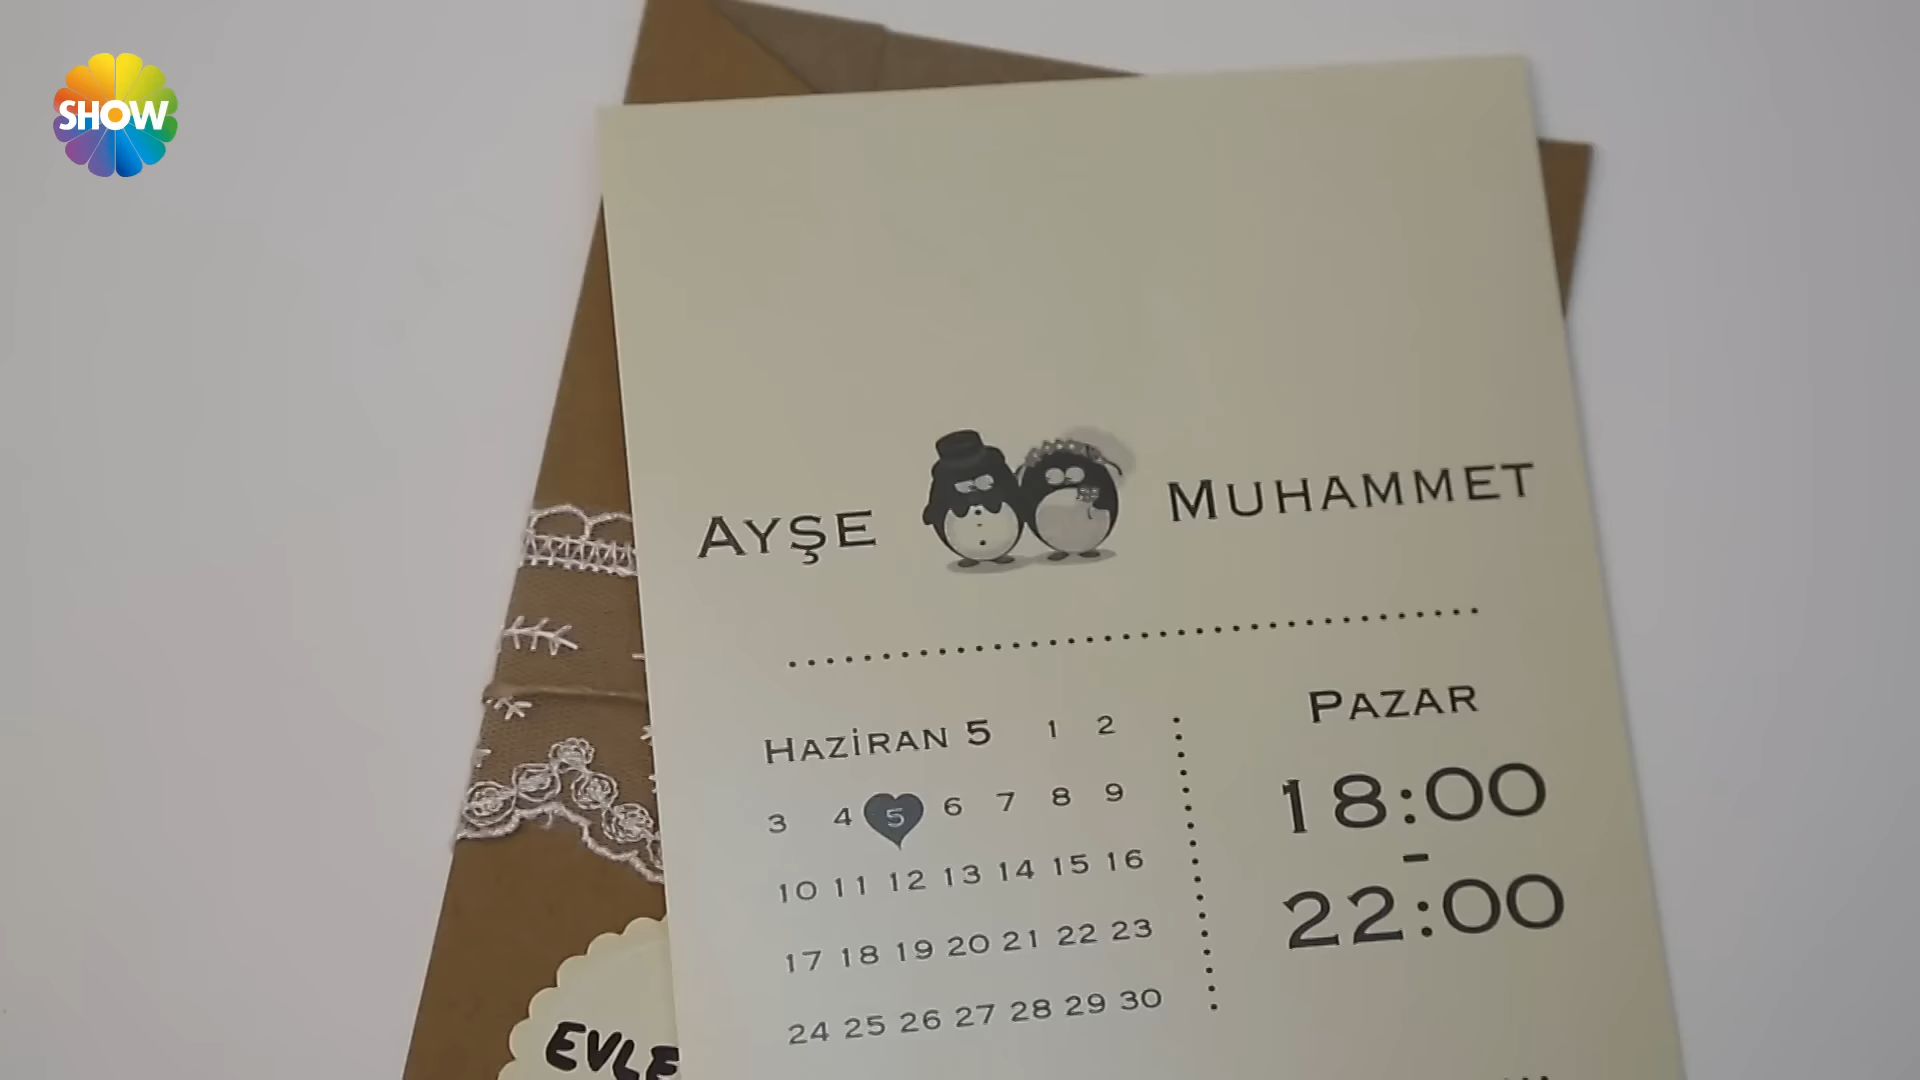 SHOW
AYŞE MUHAMMET
HAZİRAN 5 1 2
3 4 5 6 7 8 9
10 11 12 13 14 15 16
17 18 19 20 21 22 23
24 25 26 27 28 29 30
PAZAR
18:00
-
22:00
EVLE